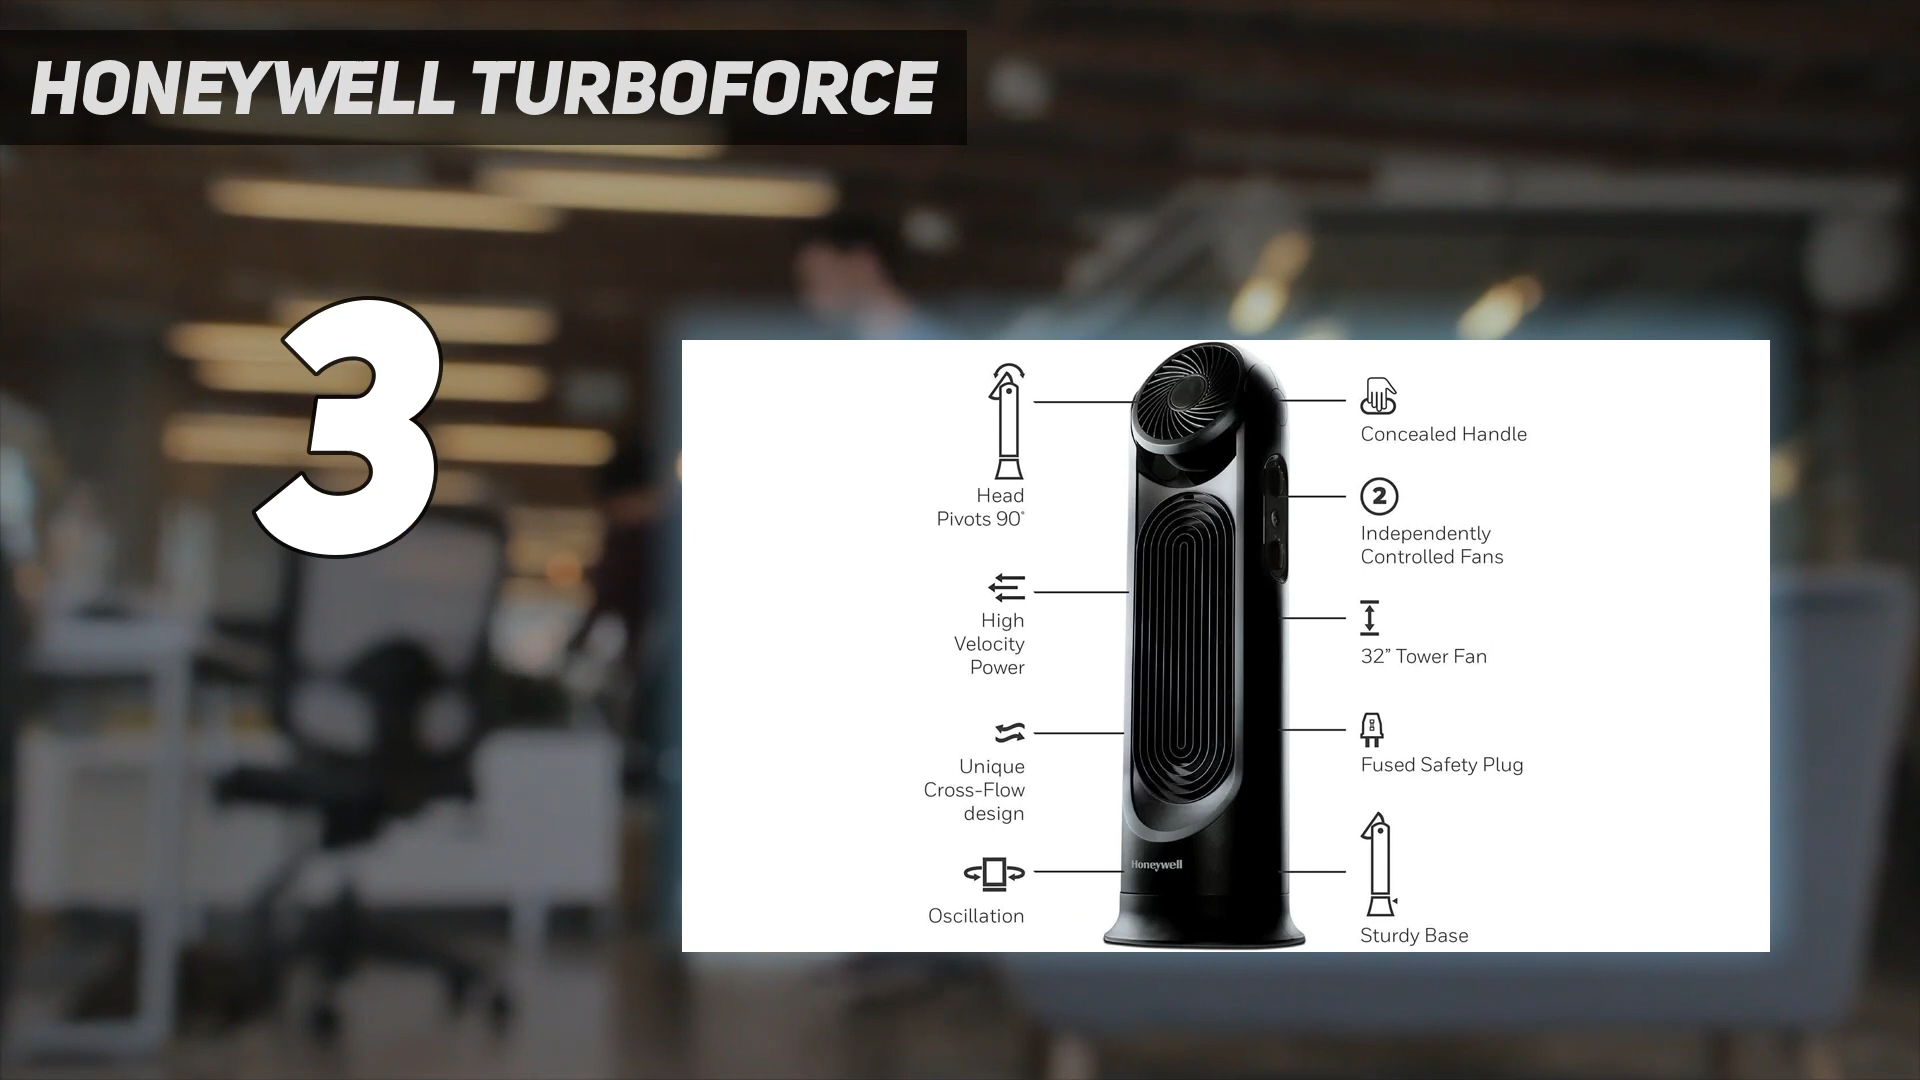 HONEYWELL TURBOFORCE
3
Head
Pivots 90°
High
Velocity
Power
Unique
Cross-Flow
design
Oscillation
Honeywell
Concealed Handle
2
Independently
Controlled Fans
32” Tower Fan
Fused Safety Plug
Sturdy Base